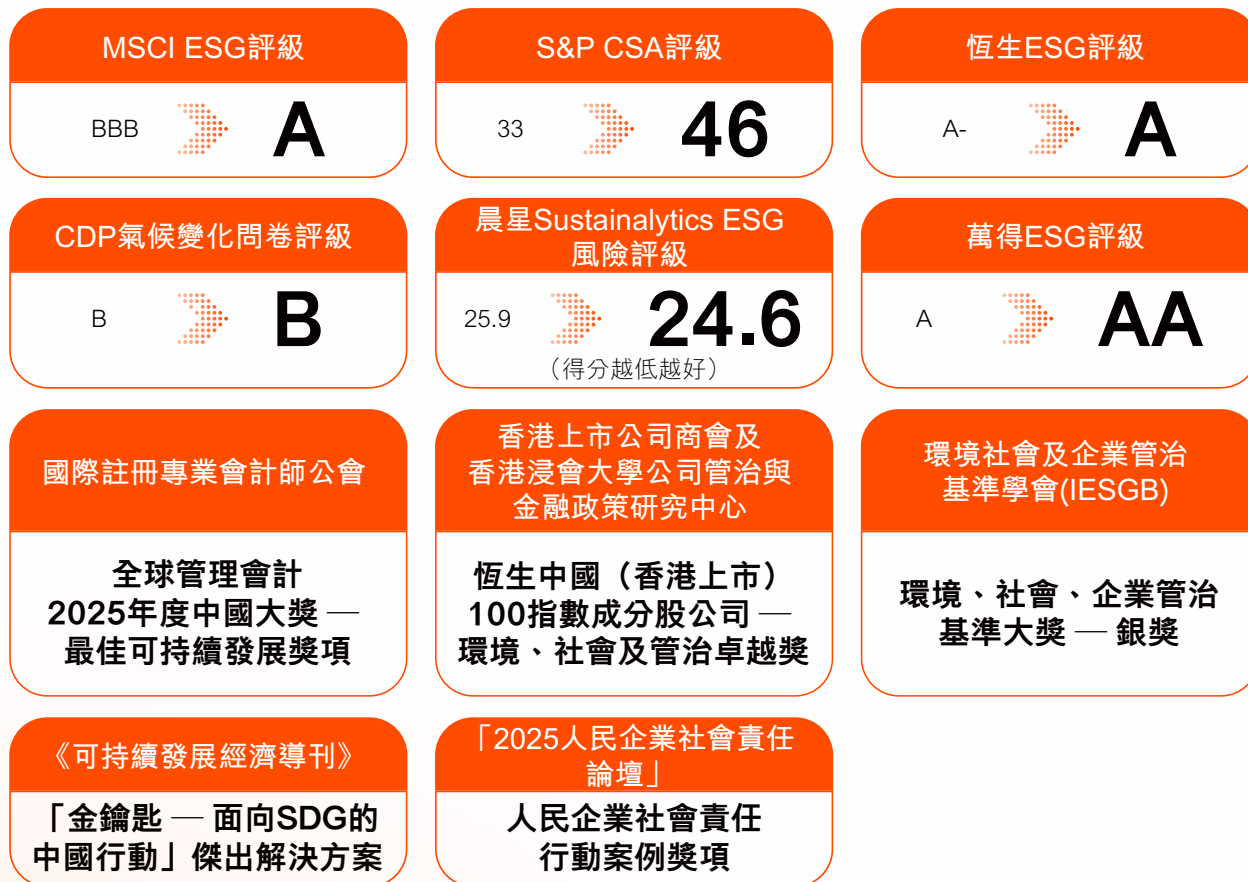 MSCI ESG評級
BBB
A
S&P CSA評級
33
46
恆生ESG評級
A-
A
CDP氣候變化問卷評級
B
B
晨星Sustainalytics ESG
風險評級
25.9
24.6
（得分越低越好）
萬得ESG評級
A
AA
國際註冊專業會計師公會
全球管理會計
2025年度中國大獎 —
最佳可持續發展獎項
香港上市公司商會及
香港浸會大學公司管治與
金融政策研究中心
恆生中國（香港上市）
100指數成分股公司 —
環境、社會及管治卓越獎
環境社會及企業管治
基準學會(IESGB)
環境、社會、企業管治
基準大獎 — 銀獎
《可持續發展經濟導刊》
「金鑰匙 — 面向SDG的
中國行動」傑出解決方案
「2025人民企業社會責任
論壇」
人民企業社會責任
行動案例獎項